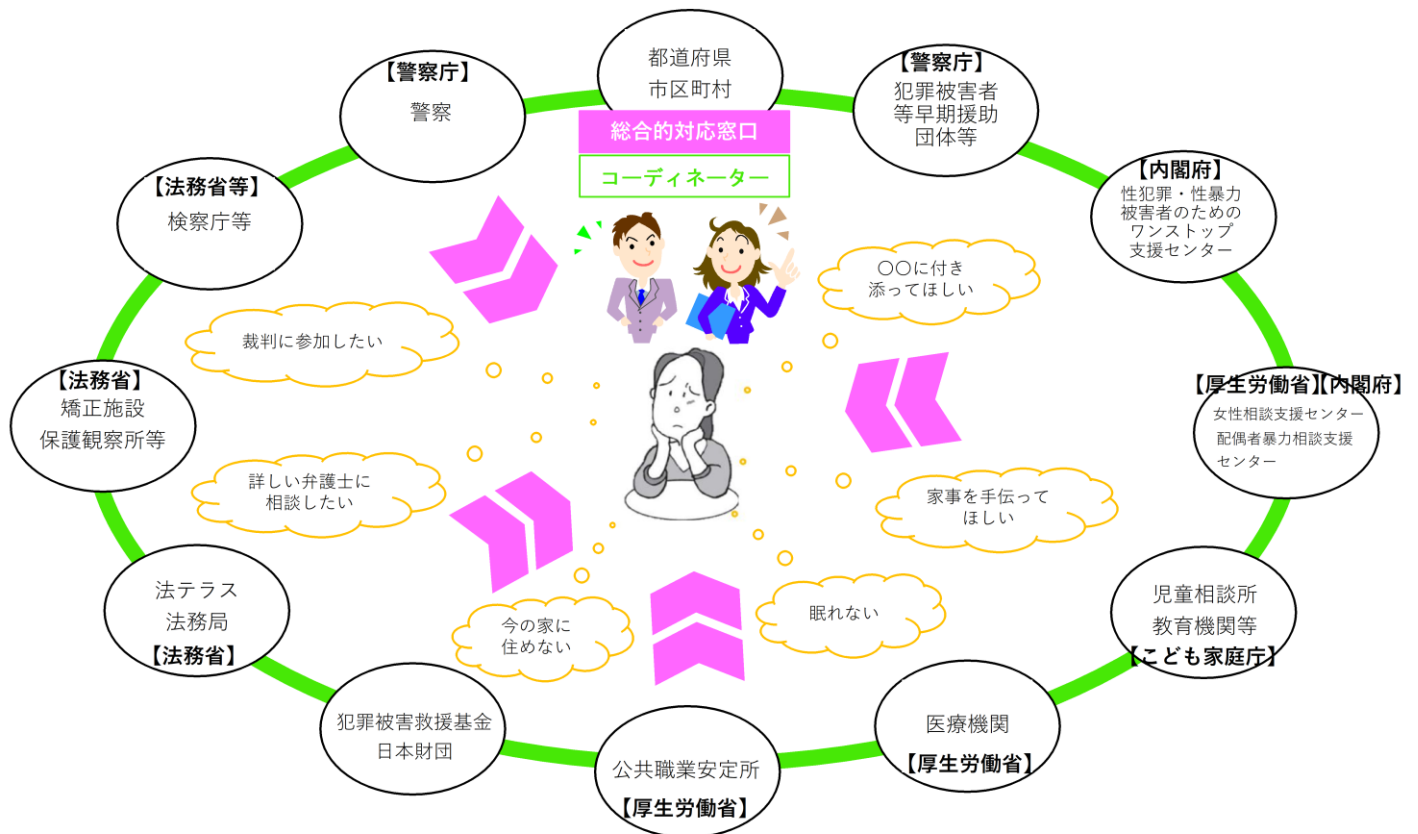 都道府県
市区町村
総合的対応窓口
コーディネーター
【警察庁】
犯罪被害者
等早期援助
団体等
【内閣府】
性犯罪・性暴力
被害者のための
ワンストップ
支援センター
【厚生労働省】【内閣府】
女性相談支援センター
配偶者暴力相談支援
センター
児童相談所
教育機関等
【こども家庭庁】
医療機関
【厚生労働省】
公共職業安定所
【厚生労働省】
犯罪被害救援基金
日本財団
法テラス
法務局
【法務省】
【法務省】
矯正施設
保護観察所等
【法務省等】
検察庁等
【警察庁】
警察
〇〇に付き
添ってほしい
家事を手伝って
ほしい
眠れない
今の家に
住めない
詳しい弁護士に
相談したい
裁判に参加したい